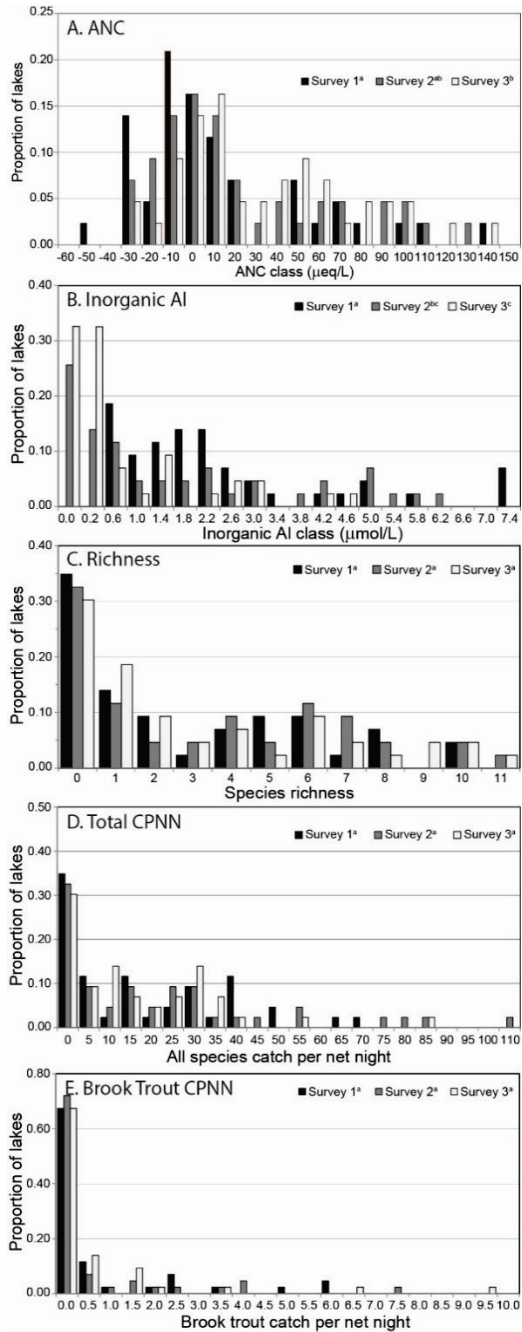 A. ANC
Survey 1ᵃ Survey 2ᵃᵇ Survey 3ᵇ
Proportion of lakes
0.25
0.20
0.15
0.10
0.05
0.00
-60 -50 -30 -20 -10 0 10 20 30 40 50 60 70 80 90 100 110 120 130 140 150
ANC class (µeq/L)
B. Inorganic Al
Survey 1ᵃ Survey 2ᵇᶜ Survey 3ᶜ
Proportion of lakes
0.40
0.30
0.20
0.10
0.00
0.0 0.2 0.6 1.0 1.4 1.8 2.2 2.6 3.0 3.4 3.8 4.2 4.6 5.0 5.4 5.8 6.2 6.6 7.0 7.4
Inorganic Al class (µmol/L)
C. Richness
Survey 1ᵃ Survey 2ᵃ Survey 3ᵃ
Proportion of lakes
0.40
0.30
0.20
0.10
0.00
0 1 2 3 4 5 6 7 8 9 10 11
Species richness
D. Total CPNN
Survey 1ᵃ Survey 2ᵃ Survey 3ᵃ
Proportion of lakes
0.50
0.40
0.30
0.20
0.10
0.00
0 5 10 15 20 25 30 35 40 45 50 55 60 65 70 75 80 85 95 110
All species catch per net night
E. Brook Trout CPNN
Survey 1ᵃ Survey 2ᵃ Survey 3ᵃ
Proportion of lakes
0.80
0.60
0.40
0.20
0.00
0.0 0.5 1.0 1.5 2.0 2.5 3.0 3.5 4.0 4.5 5.0 5.5 6.0 6.5 7.0 7.5 8.0 9.0 9.5 10.0
Brook trout catch per net night